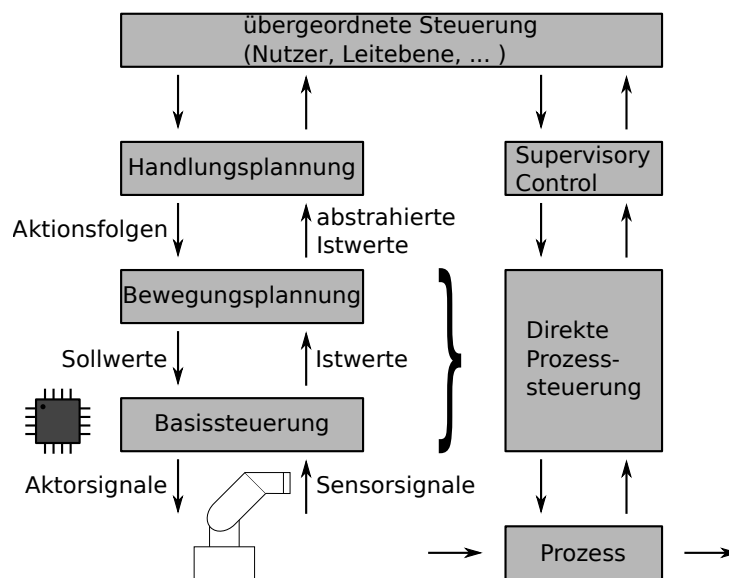 übergeordnete Steuerung
(Nutzer, Leitebene, ... )
Handlungsplannung
Supervisory
Control
Aktionsfolgen
abstrahierte
Istwerte
Bewegungsplannung
Direkte
Prozess-
steuerung
Sollwerte
Istwerte
Basissteuerung
Aktorsignale
Sensorsignale
Prozess